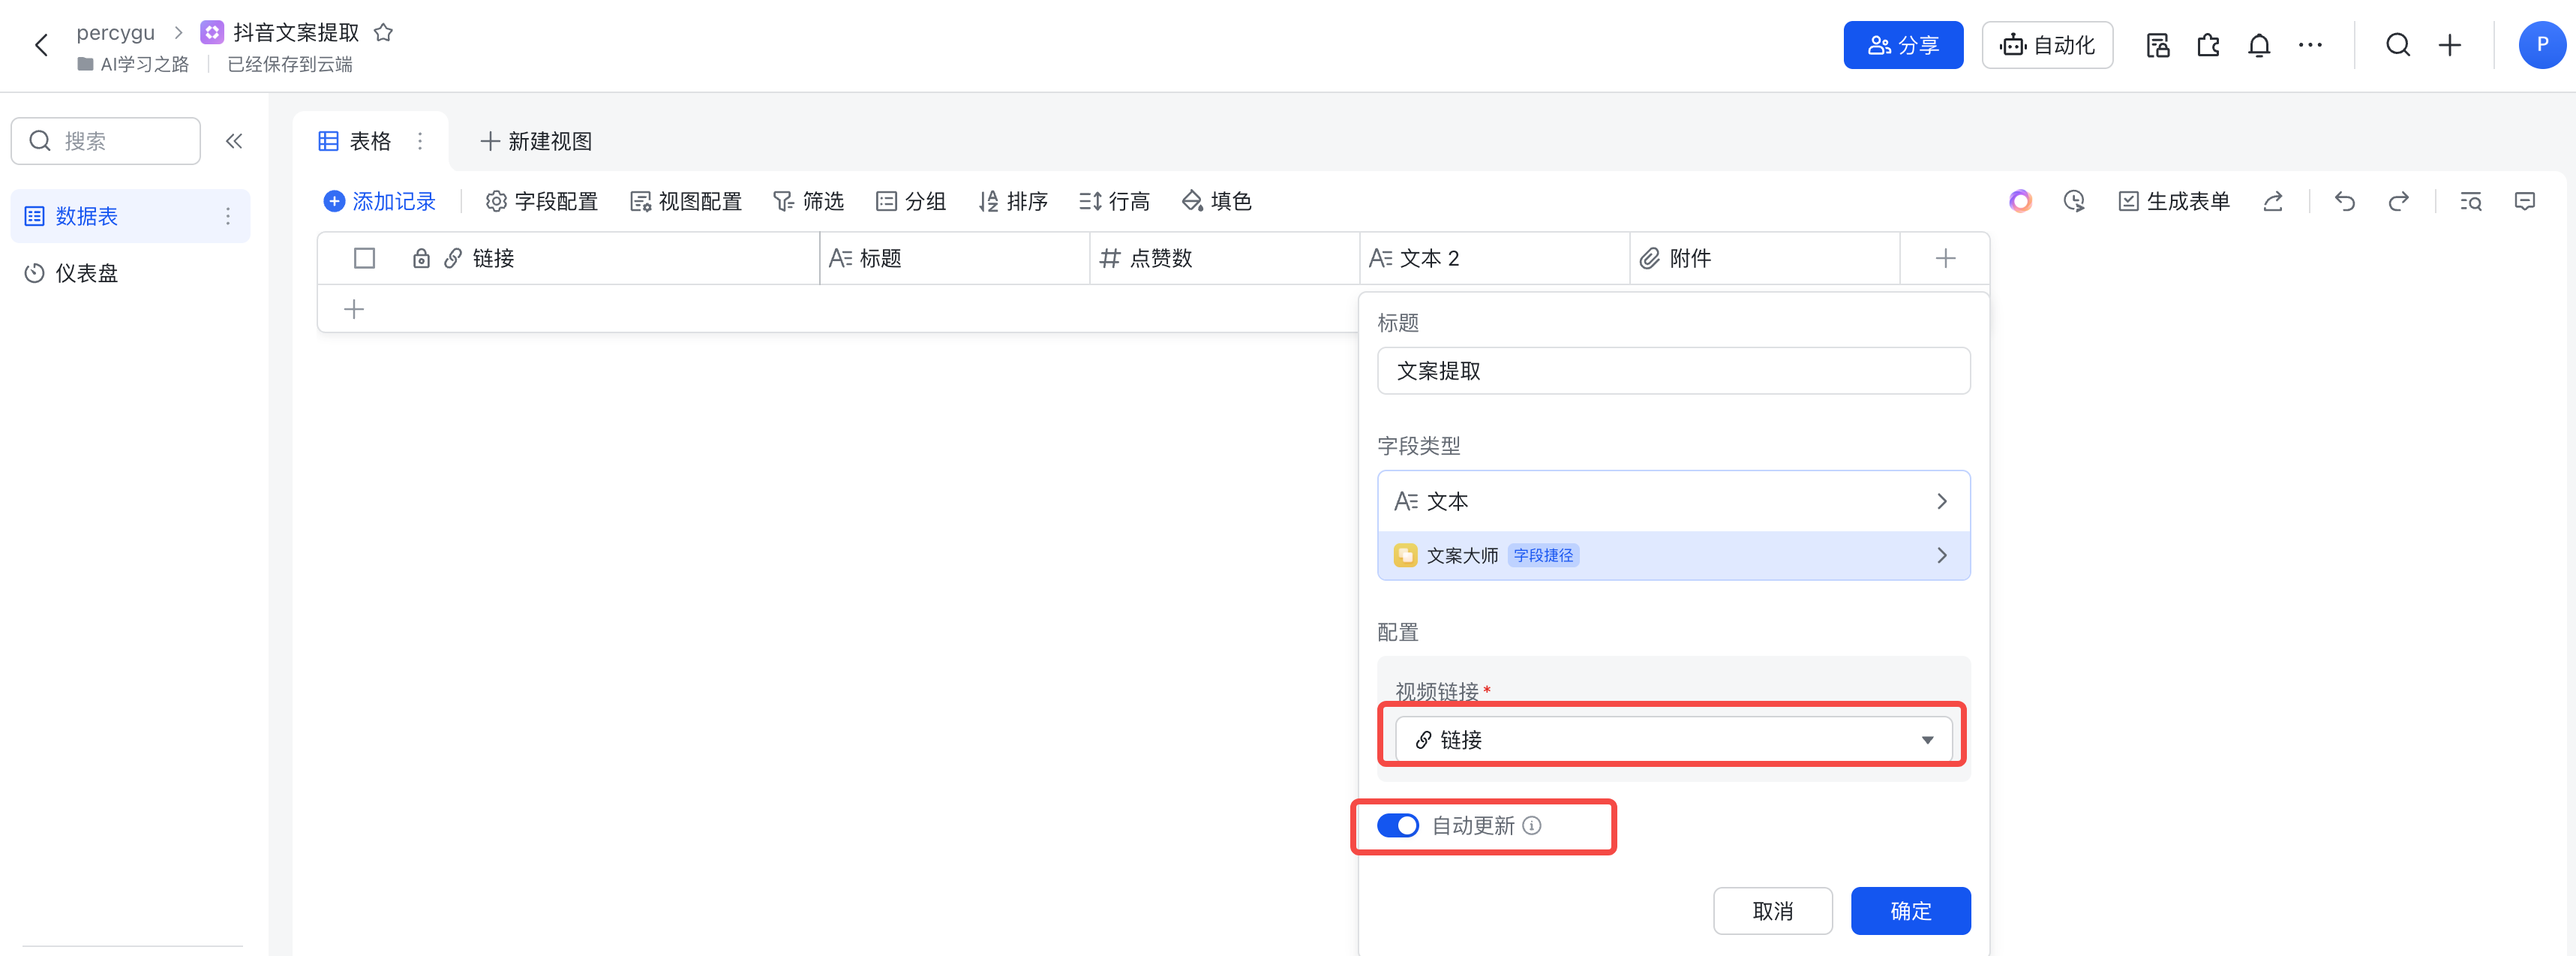 percygu > 抖音文案提取
AI学习之路 | 已经保存到云端
分享
自动化
P
搜索
数据表
仪表盘
表格
新建视图
添加记录 字段配置 视图配置 筛选 分组 排序 行高 填色 生成表单
链接 标题 点赞数 文本 2 附件
标题
文案提取
字段类型
文本
文案大师 字段捷径
配置
视频链接*
链接
自动更新
取消 确定